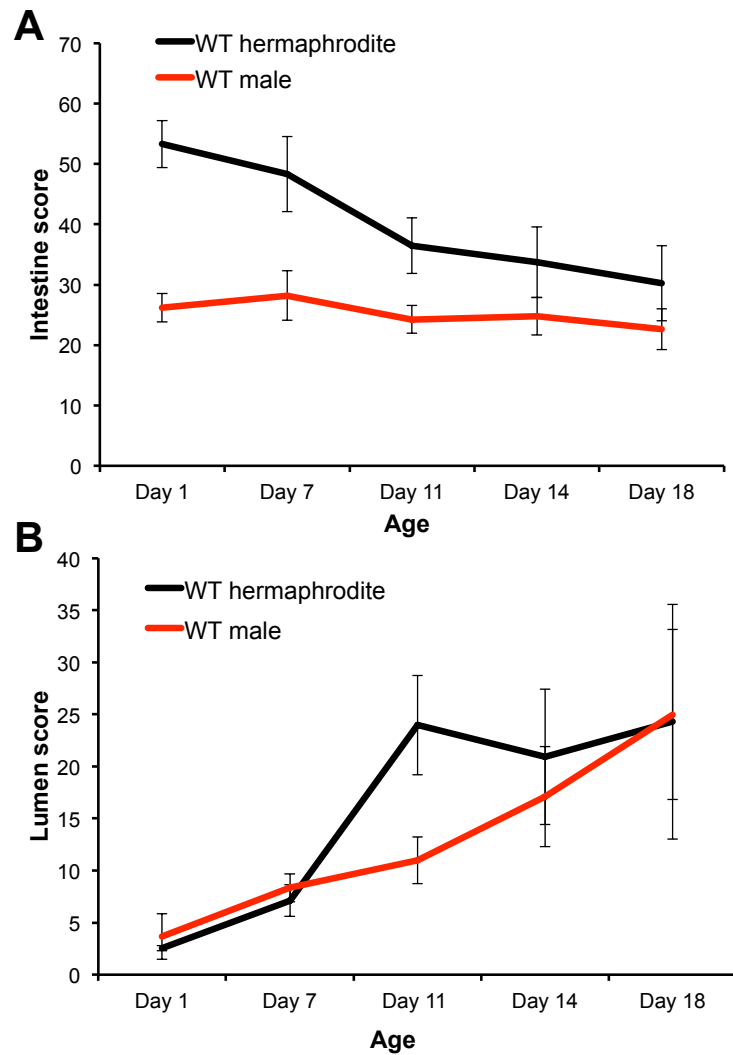 A
WT hermaphrodite
WT male
70
60
50
40
30
20
10
0
Intestine score
Day 1 Day 7 Day 11 Day 14 Day 18
Age
B
WT hermaphrodite
WT male
40
35
30
25
20
15
10
5
0
Lumen score
Day 1 Day 7 Day 11 Day 14 Day 18
Age